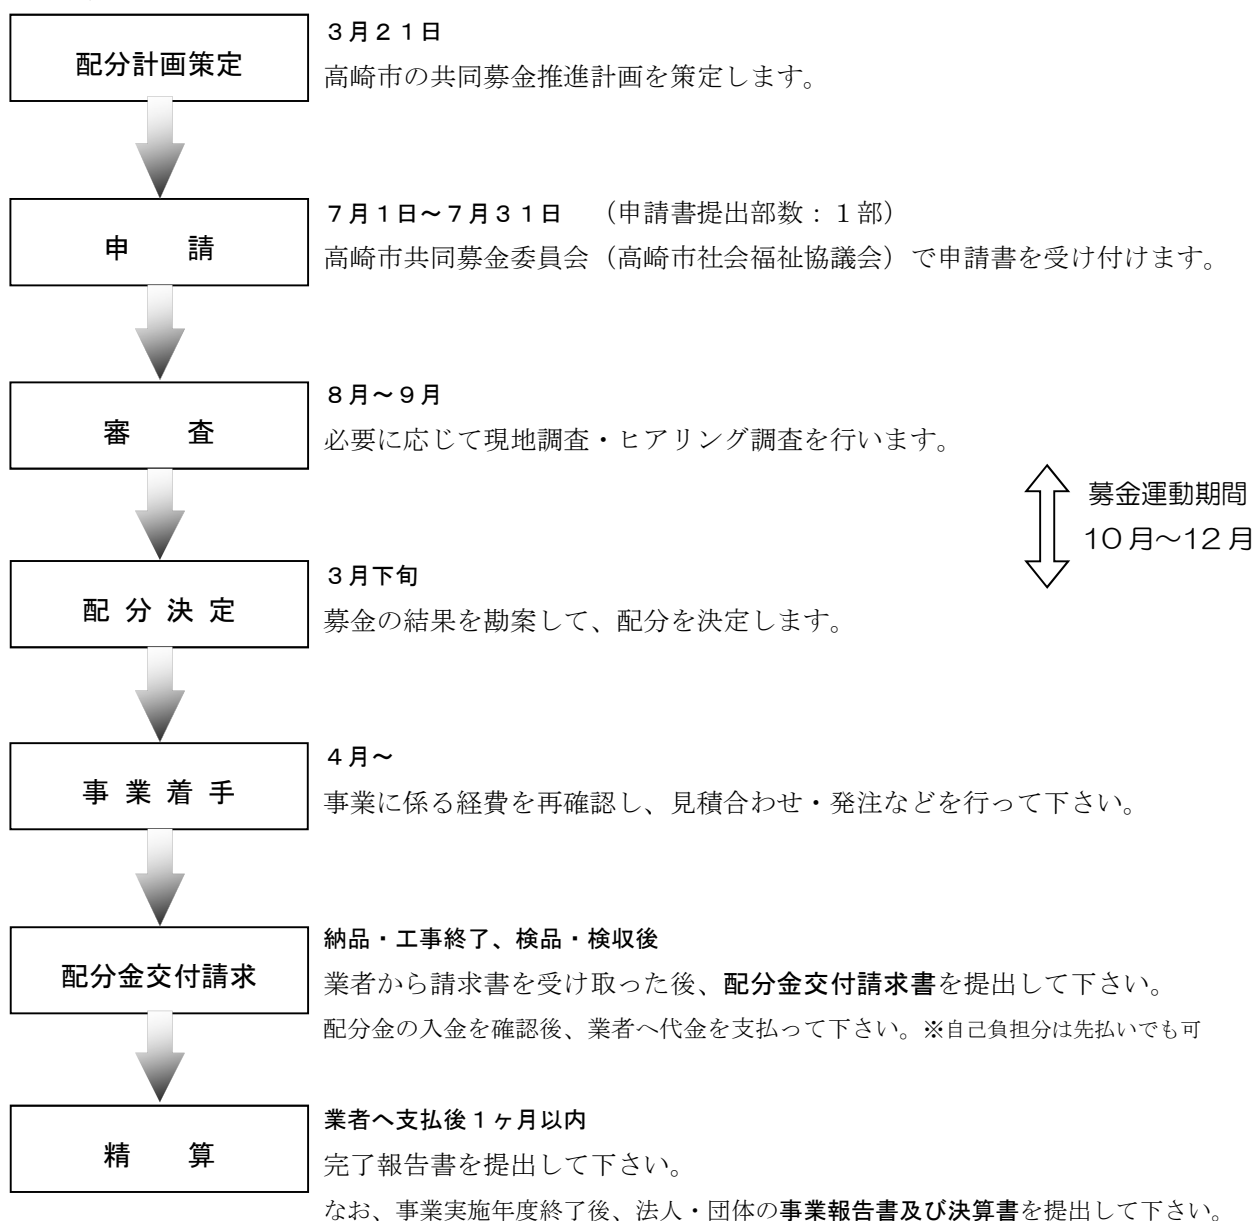 配分計画策定
３月２１日
高崎市の共同募金推進計画を策定します。
申　　請
７月１日～７月３１日　（申請書提出部数：１部）
高崎市共同募金委員会（高崎市社会福祉協議会）で申請書を受け付けます。
審　　査
８月～９月
必要に応じて現地調査・ヒアリング調査を行います。
募金運動期間
10月～12月
配 分 決 定
３月下旬
募金の結果を勘案して、配分を決定します。
事 業 着 手
４月～
事業に係る経費を再確認し、見積合わせ・発注などを行って下さい。
配分金交付請求
納品・工事終了、検品・検収後
業者から請求書を受け取った後、配分金交付請求書を提出して下さい。
配分金の入金を確認後、業者へ代金を支払って下さい。※自己負担分は先払いでも可
精　　算
業者へ支払後１ヶ月以内
完了報告書を提出して下さい。
なお、事業実施年度終了後、法人・団体の事業報告書及び決算書を提出して下さい。